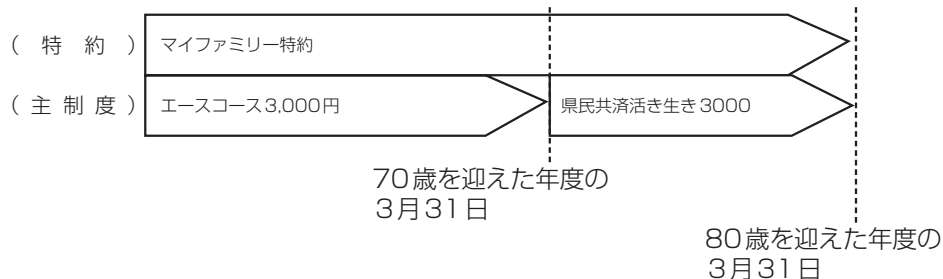 (特約) マイファミリー特約
(主制度) エースコース3,000円 県民共済活き生き3000
70歳を迎えた年度の
3月31日
80歳を迎えた年度の
3月31日